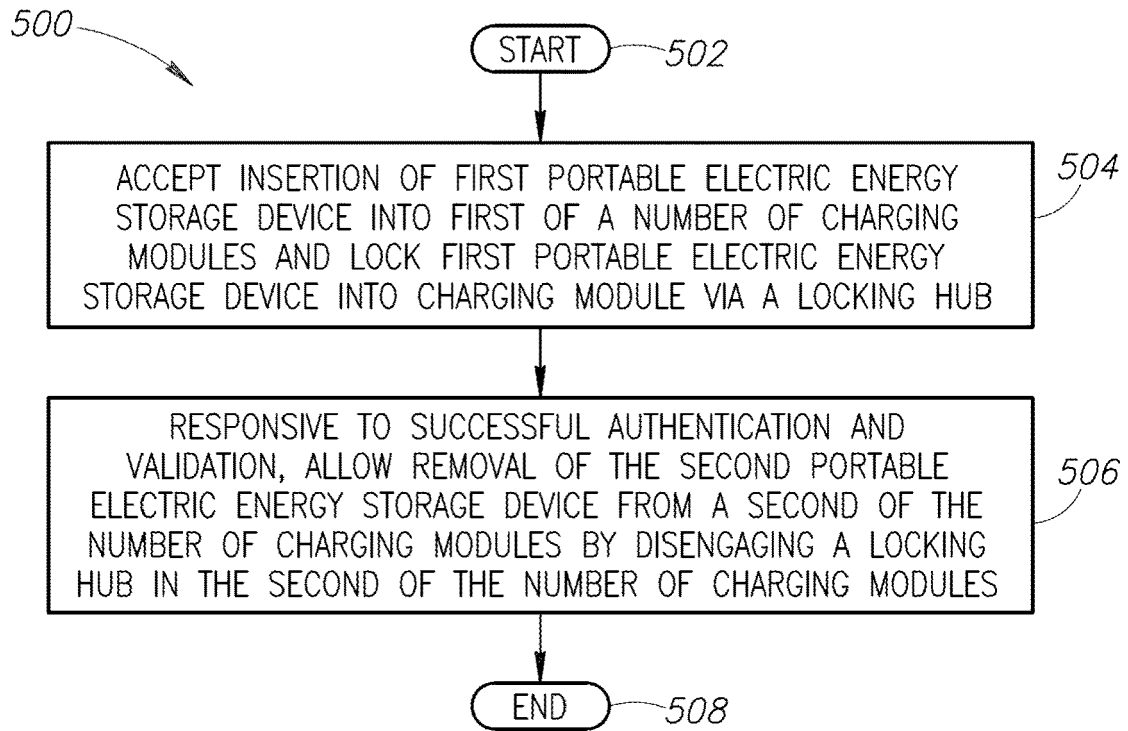 500
START
502
ACCEPT INSERTION OF FIRST PORTABLE ELECTRIC ENERGY
STORAGE DEVICE INTO FIRST OF A NUMBER OF CHARGING
MODULES AND LOCK FIRST PORTABLE ELECTRIC ENERGY
STORAGE DEVICE INTO CHARGING MODULE VIA A LOCKING HUB
504
RESPONSIVE TO SUCCESSFUL AUTHENTICATION AND
VALIDATION, ALLOW REMOVAL OF THE SECOND PORTABLE
ELECTRIC ENERGY STORAGE DEVICE FROM A SECOND OF THE
NUMBER OF CHARGING MODULES BY DISENGAGING A LOCKING
HUB IN THE SECOND OF THE NUMBER OF CHARGING MODULES
506
END
508